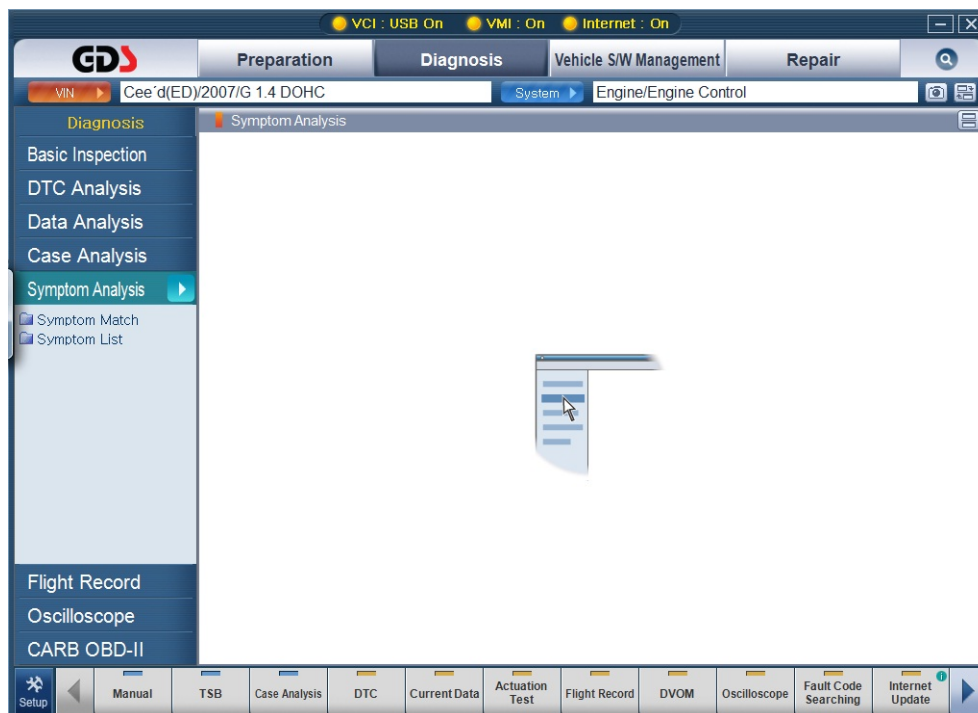 VCI : USB On VMI : On Internet : On
GDS Preparation Diagnosis Vehicle S/W Management Repair
VIN Cee´d(ED)/2007/G 1.4 DOHC System Engine/Engine Control
Diagnosis
Symptom Analysis
Basic Inspection
DTC Analysis
Data Analysis
Case Analysis
Symptom Analysis
Symptom Match
Symptom List
Flight Record
Oscilloscope
CARB OBD-II
Setup
Manual
TSB
Case Analysis
DTC
Current Data
Actuation
Test
Flight Record
DVOM
Oscilloscope
Fault Code
Searching
Internet
Update